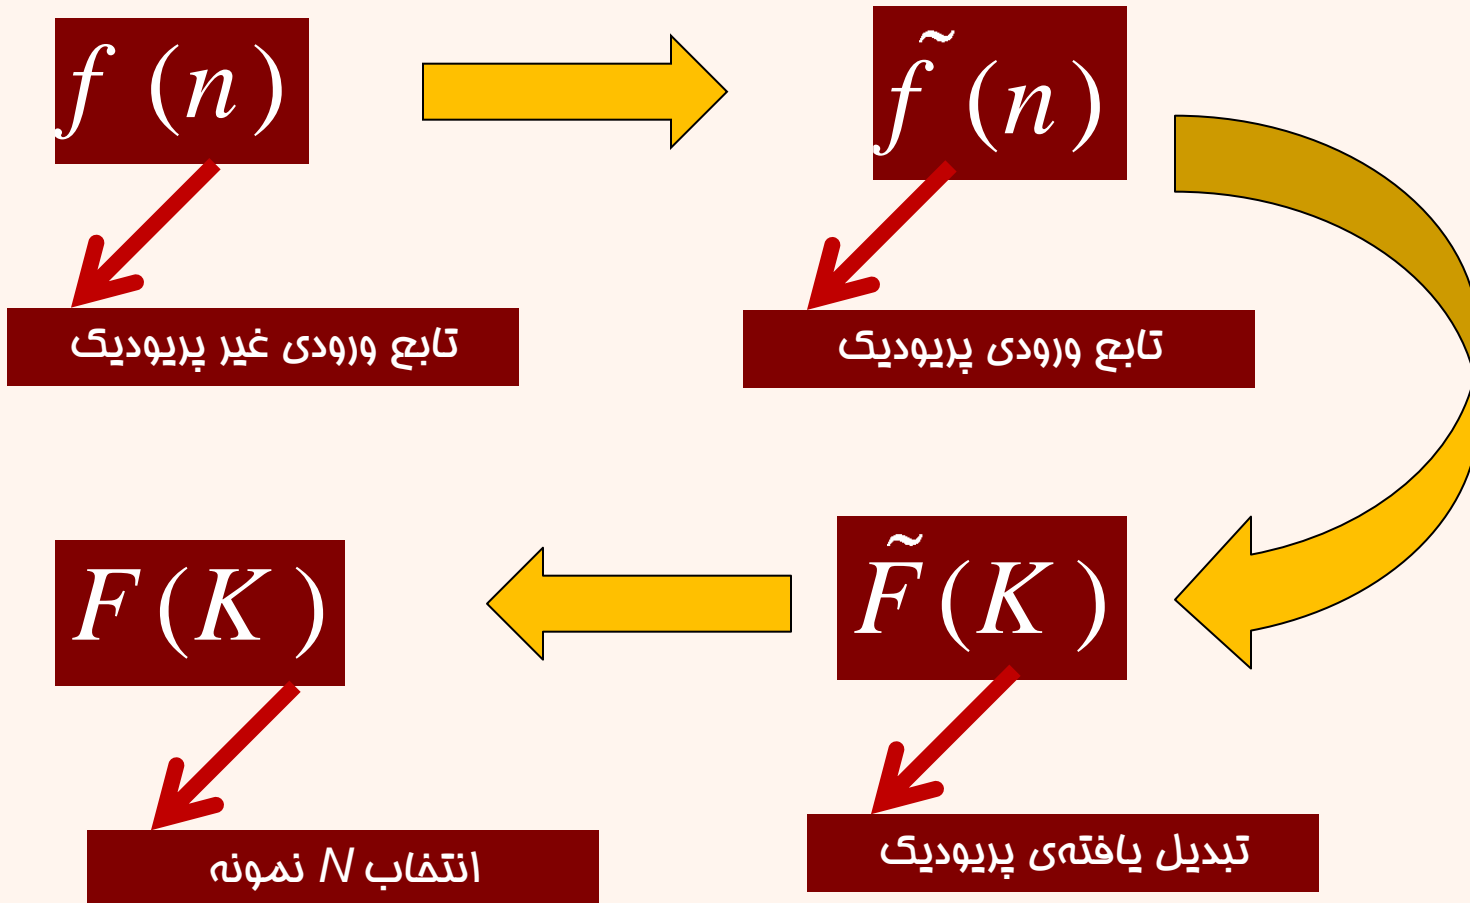 f (n)
f̃ (n)
تابع ورودی غیر پریودیک
تابع ورودی پریودیک
F (K )
F̃ (K )
انتخاب N نمونه
تبدیل یافته‌ی پریودیک